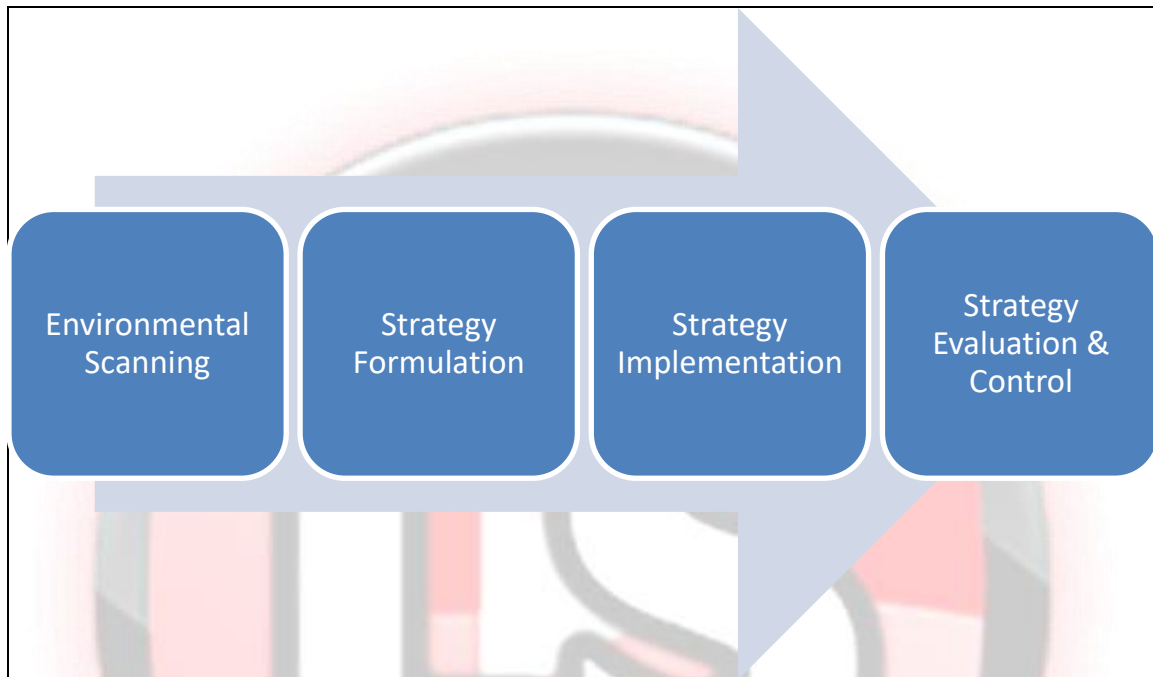 Environmental
Scanning
Strategy
Formulation
Strategy
Implementation
Strategy
Evaluation &
Control